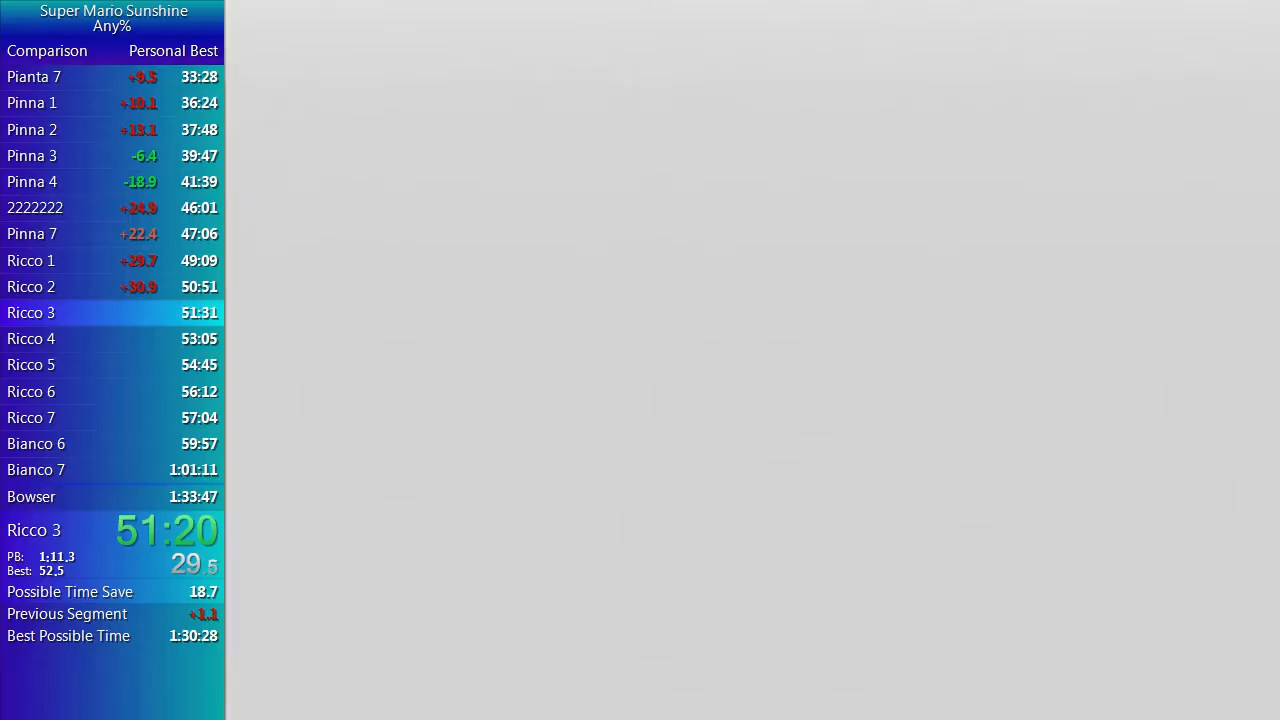 Super Mario Sunshine
Any%
Comparison Personal Best
Pianta 7 +9.5 33:28
Pinna 1 +10.1 36:24
Pinna 2 +13.1 37:48
Pinna 3 -6.4 39:47
Pinna 4 -18.9 41:39
2222222 +24.9 46:01
Pinna 7 +22.4 47:06
Ricco 1 +29.7 49:09
Ricco 2 +30.9 50:51
Ricco 3 51:31
Ricco 4 53:05
Ricco 5 54:45
Ricco 6 56:12
Ricco 7 57:04
Bianco 6 59:57
Bianco 7 1:01:11
Bowser 1:33:47
Ricco 3 51:20
PB: 1:11.3 29.5
Best: 52.5
Possible Time Save 18.7
Previous Segment +1.1
Best Possible Time 1:30:28